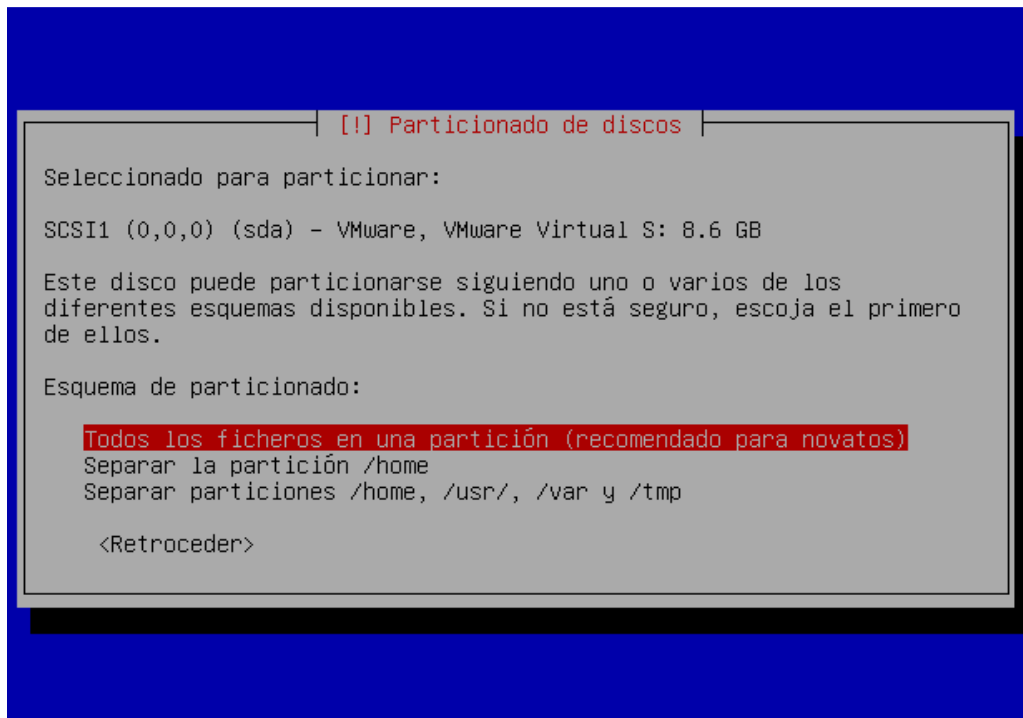 [!] Particionado de discos
Seleccionado para particionar:
SCSI1 (0,0,0) (sda) – VMware, VMware Virtual S: 8.6 GB
Este disco puede particionarse siguiendo uno o varios de los
diferentes esquemas disponibles. Si no está seguro, escoja el primero
de ellos.
Esquema de particionado:
Todos los ficheros en una partición (recomendado para novatos)
Separar la partición /home
Separar particiones /home, /usr/, /var y /tmp
<Retroceder>